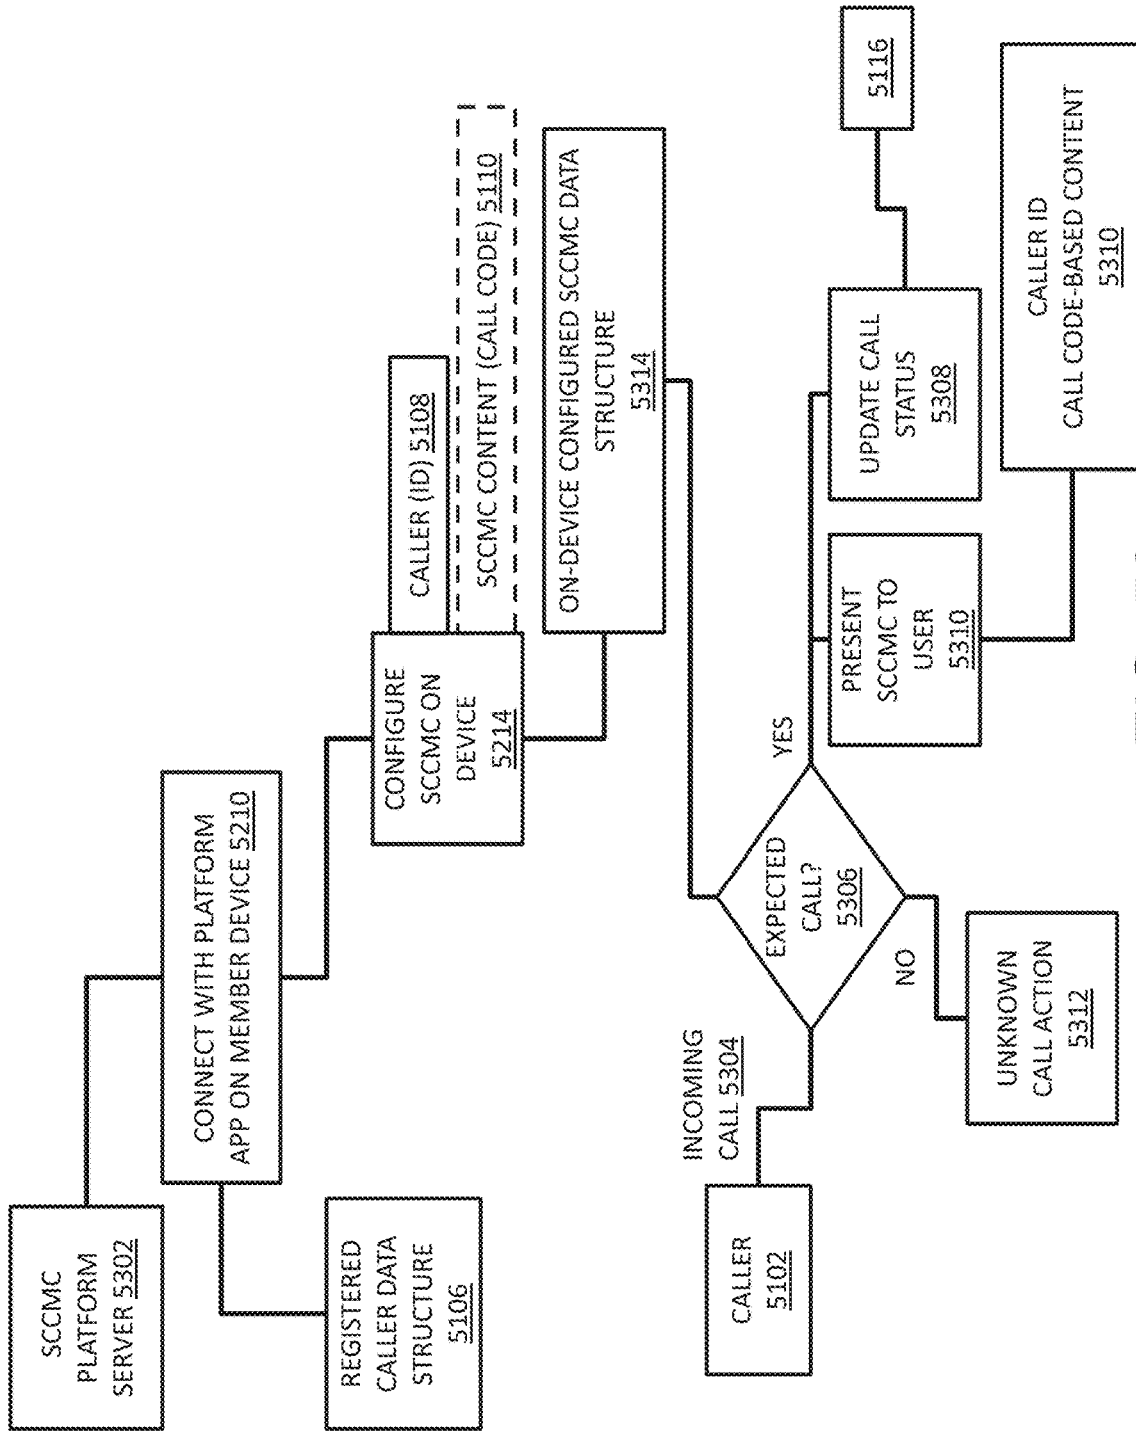 SCCMC
PLATFORM
SERVER 5302
CONNECT WITH PLATFORM
APP ON MEMBER DEVICE 5210
REGISTERED
CALLER DATA
STRUCTURE
5106
CONFIGURE
SCCMC ON
DEVICE
5214
CALLER (ID) 5108
SCCMC CONTENT (CALL CODE) 5110
ON-DEVICE CONFIGURED SCCMC DATA
STRUCTURE
5314
CALLER
5102
INCOMING
CALL 5304
EXPECTED
CALL?
5306
YES
NO
UNKNOWN
CALL ACTION
5312
PRESENT
SCCMC TO
USER
5310
UPDATE CALL
STATUS
5308
5116
CALLER ID
CALL CODE-BASED CONTENT
5310